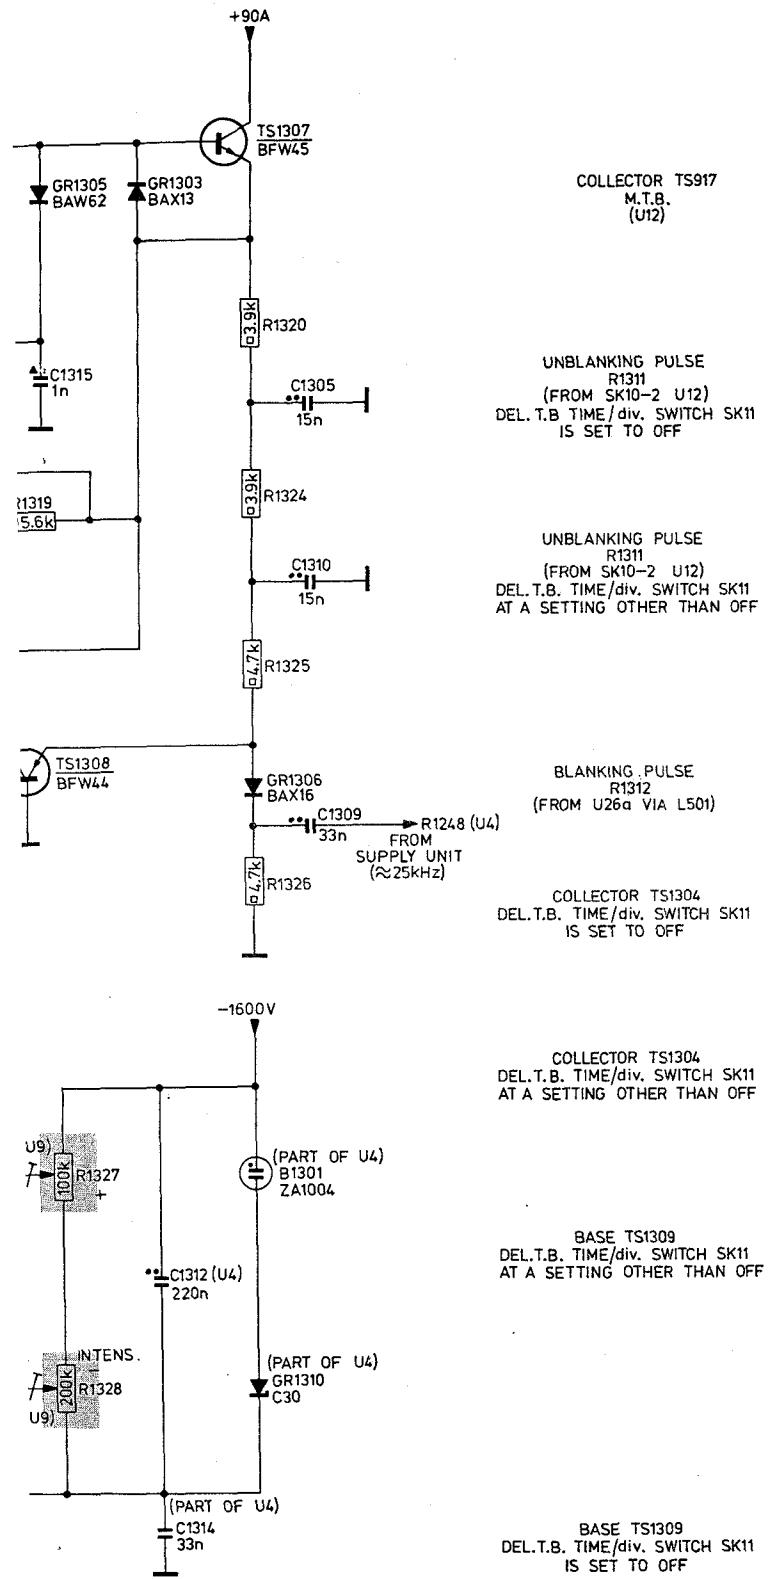 +90A
TS1307
BFW45
GR1305
BAW62
GR1303
BAX13
COLLECTOR TS917
M.T.B.
(U12)
3.9k
R1320
C1315
1n
C1305
15n
UNBLANKING PULSE
R1311
(FROM SK10-2 U12)
DEL.T.B TIME/div. SWITCH SK11
IS SET TO OFF
R1319
5.6k
3.9k
R1324
C1310
15n
UNBLANKING PULSE
R1311
(FROM SK10-2 U12)
DEL.T.B. TIME/div. SWITCH SK11
AT A SETTING OTHER THAN OFF
4.7k
R1325
TS1308
BFW44
GR1306
BAX16
C1309
33n
R1248 (U4)
FROM
SUPPLY UNIT
(≈25kHz)
BLANKING PULSE
R1312
(FROM U26a VIA L501)
4.7k
R1326
COLLECTOR TS1304
DEL.T.B. TIME/div. SWITCH SK11
IS SET TO OFF
-1600V
COLLECTOR TS1304
DEL.T.B. TIME/div. SWITCH SK11
AT A SETTING OTHER THAN OFF
U9)
100k
R1327
+
(PART OF U4)
B1301
ZA1004
C1312 (U4)
220n
BASE TS1309
DEL.T.B. TIME/div. SWITCH SK11
AT A SETTING OTHER THAN OFF
INTENS.
200k
R1328
U9)
(PART OF U4)
GR1310
C30
(PART OF U4)
C1314
33n
BASE TS1309
DEL.T.B. TIME/div. SWITCH SK11
IS SET TO OFF